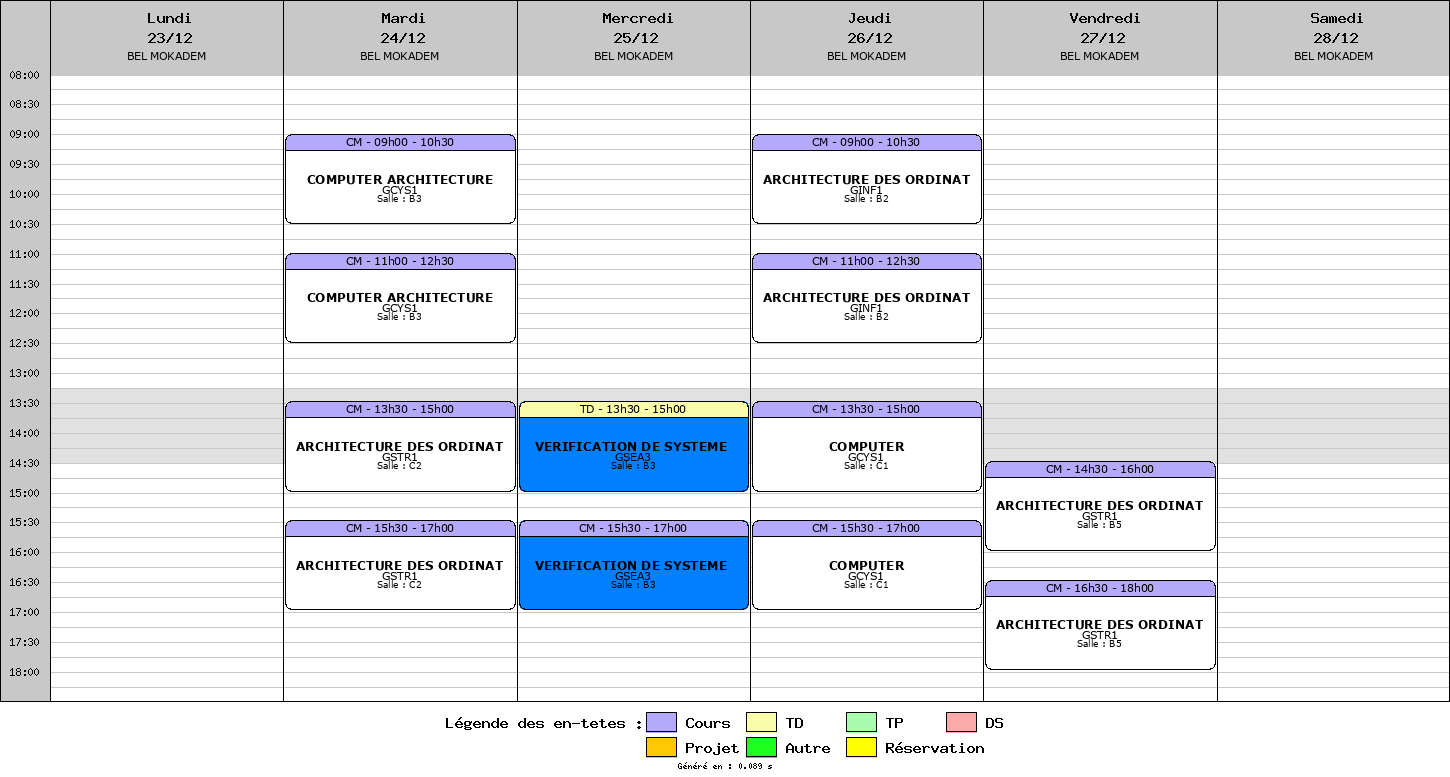 Lundi
23/12
BEL MOKADEM
Mardi
24/12
BEL MOKADEM
Mercredi
25/12
BEL MOKADEM
Jeudi
26/12
BEL MOKADEM
Vendredi
27/12
BEL MOKADEM
Samedi
28/12
BEL MOKADEM
08:00
08:30
09:00
09:30
10:00
10:30
11:00
11:30
12:00
12:30
13:00
13:30
14:00
14:30
15:00
15:30
16:00
16:30
17:00
17:30
18:00
CM - 09h00 - 10h30
COMPUTER ARCHITECTURE
GCYS1
Salle : B3
CM - 11h00 - 12h30
COMPUTER ARCHITECTURE
GCYS1
Salle : B3
CM - 13h30 - 15h00
ARCHITECTURE DES ORDINAT
GSTR1
Salle : C2
CM - 15h30 - 17h00
ARCHITECTURE DES ORDINAT
GSTR1
Salle : C2
TD - 13h30 - 15h00
VERIFICATION DE SYSTEME
GSEA3
Salle : B3
CM - 15h30 - 17h00
VERIFICATION DE SYSTEME
GSEA3
Salle : B3
CM - 09h00 - 10h30
ARCHITECTURE DES ORDINAT
GINF1
Salle : B2
CM - 11h00 - 12h30
ARCHITECTURE DES ORDINAT
GINF1
Salle : B2
CM - 13h30 - 15h00
COMPUTER
GCYS1
Salle : C1
CM - 15h30 - 17h00
COMPUTER
GCYS1
Salle : C1
CM - 14h30 - 16h00
ARCHITECTURE DES ORDINAT
GSTR1
Salle : B5
CM - 16h30 - 18h00
ARCHITECTURE DES ORDINAT
GSTR1
Salle : B5
Légende des en-tetes : Cours TD TP DS
Projet Autre Réservation
Généré en : 0.089 s